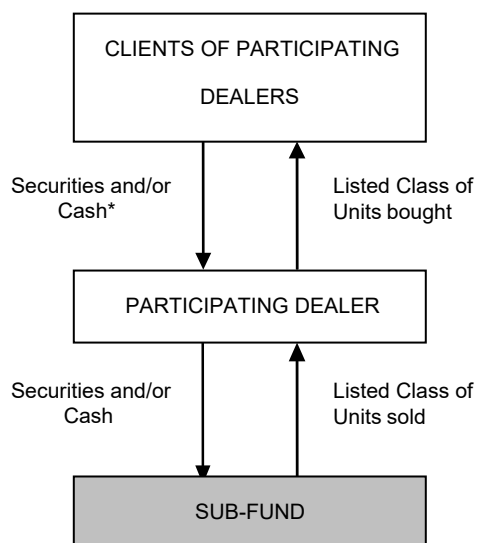 CLIENTS OF PARTICIPATING
DEALERS
Securities and/or
Cash*
Listed Class of
Units bought
PARTICIPATING DEALER
Securities and/or
Cash
Listed Class of
Units sold
SUB-FUND